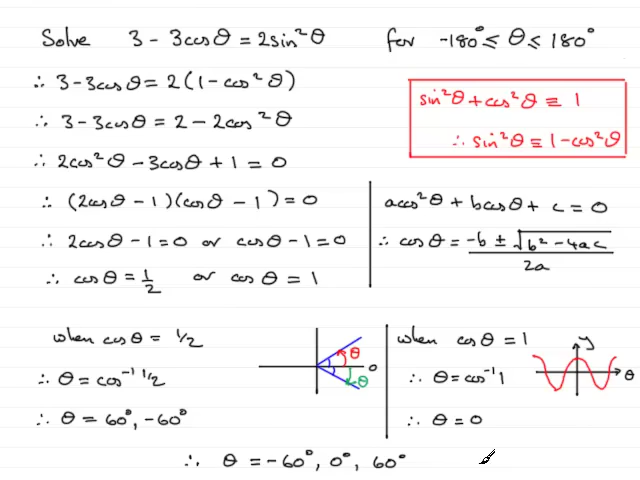 Solve 3 - 3cosθ = 2sin²θ for -180° ≤ θ ≤ 180°
∴ 3 - 3cosθ = 2(1 - cos²θ)
sin²θ + cos²θ ≡ 1
∴ sin²θ ≡ 1 - cos²θ
∴ 3 - 3cosθ = 2 - 2cos²θ
∴ 2cos²θ - 3cosθ + 1 = 0
∴ (2cosθ - 1)(cosθ - 1) = 0
∴ 2cosθ - 1 = 0 or cosθ - 1 = 0
∴ cosθ = 1/2 or cosθ = 1
acos²θ + bcosθ + c = 0
∴ cosθ = -b ± √b² - 4ac / 2a
when cosθ = 1/2
∴ θ = cos⁻¹ 1/2
∴ θ = 60°, -60°
θ
0
θ
when cosθ = 1
∴ θ = cos⁻¹ 1
∴ θ = 0
y
θ
∴ θ = -60°, 0°, 60°